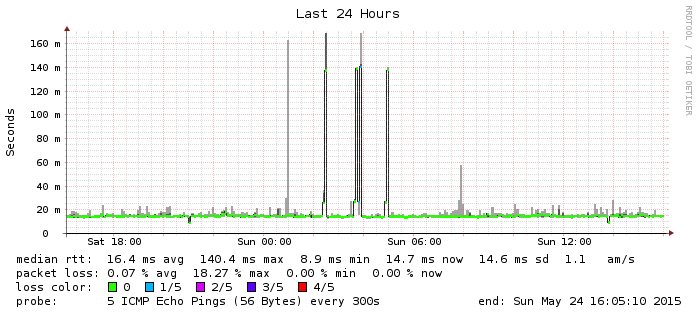 Last 24 Hours
RRDTOOL / TOBI OETIKER
Seconds
160 m
140 m
120 m
100 m
80 m
60 m
40 m
20 m
0
Sat 18:00 Sun 00:00 Sun 06:00 Sun 12:00
median rtt: 16.4 ms avg 140.4 ms max 8.9 ms min 14.7 ms now 14.6 ms sd 1.1 am/s
packet loss: 0.07 % avg 18.27 % max 0.00 % min 0.00 % now
loss color: 0 1/5 2/5 3/5 4/5
probe: 5 ICMP Echo Pings (56 Bytes) every 300s end: Sun May 24 16:05:10 2015